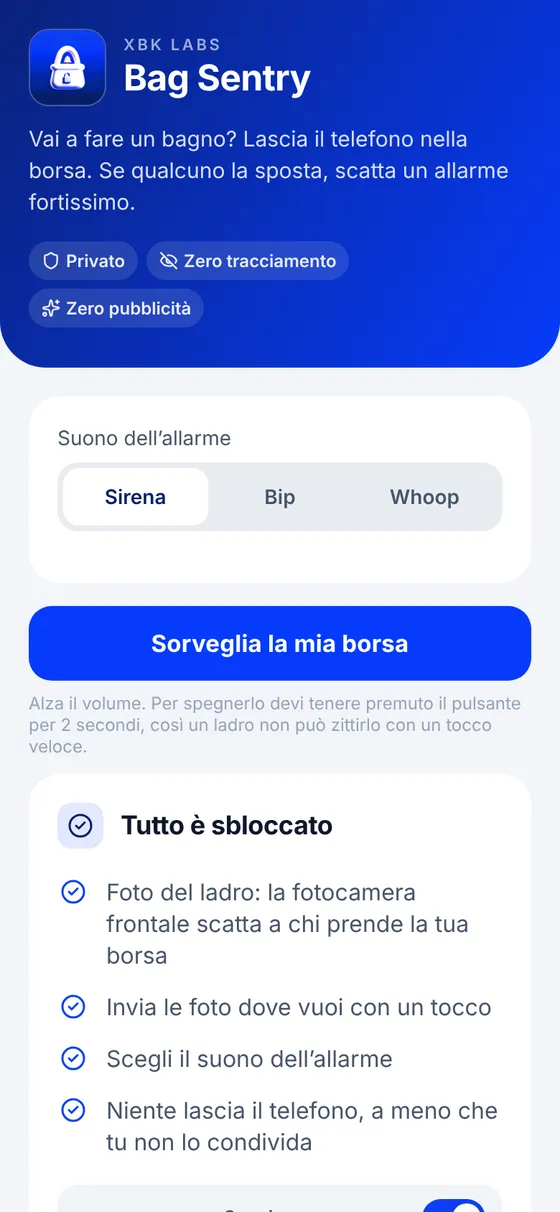 XBK LABS
Bag Sentry
Vai a fare un bagno? Lascia il telefono nella
borsa. Se qualcuno la sposta, scatta un allarme
fortissimo.
Privato
Zero tracciamento
Zero pubblicità
Suono dell’allarme
Sirena
Bip
Whoop
Sorveglia la mia borsa
Alza il volume. Per spegnerlo devi tenere premuto il pulsante
per 2 secondi, così un ladro non può zittirlo con un tocco
veloce.
Tutto è sbloccato
Foto del ladro: la fotocamera
frontale scatta a chi prende la tua
borsa
Invia le foto dove vuoi con un tocco
Scegli il suono dell’allarme
Niente lascia il telefono, a meno che
tu non lo condivida